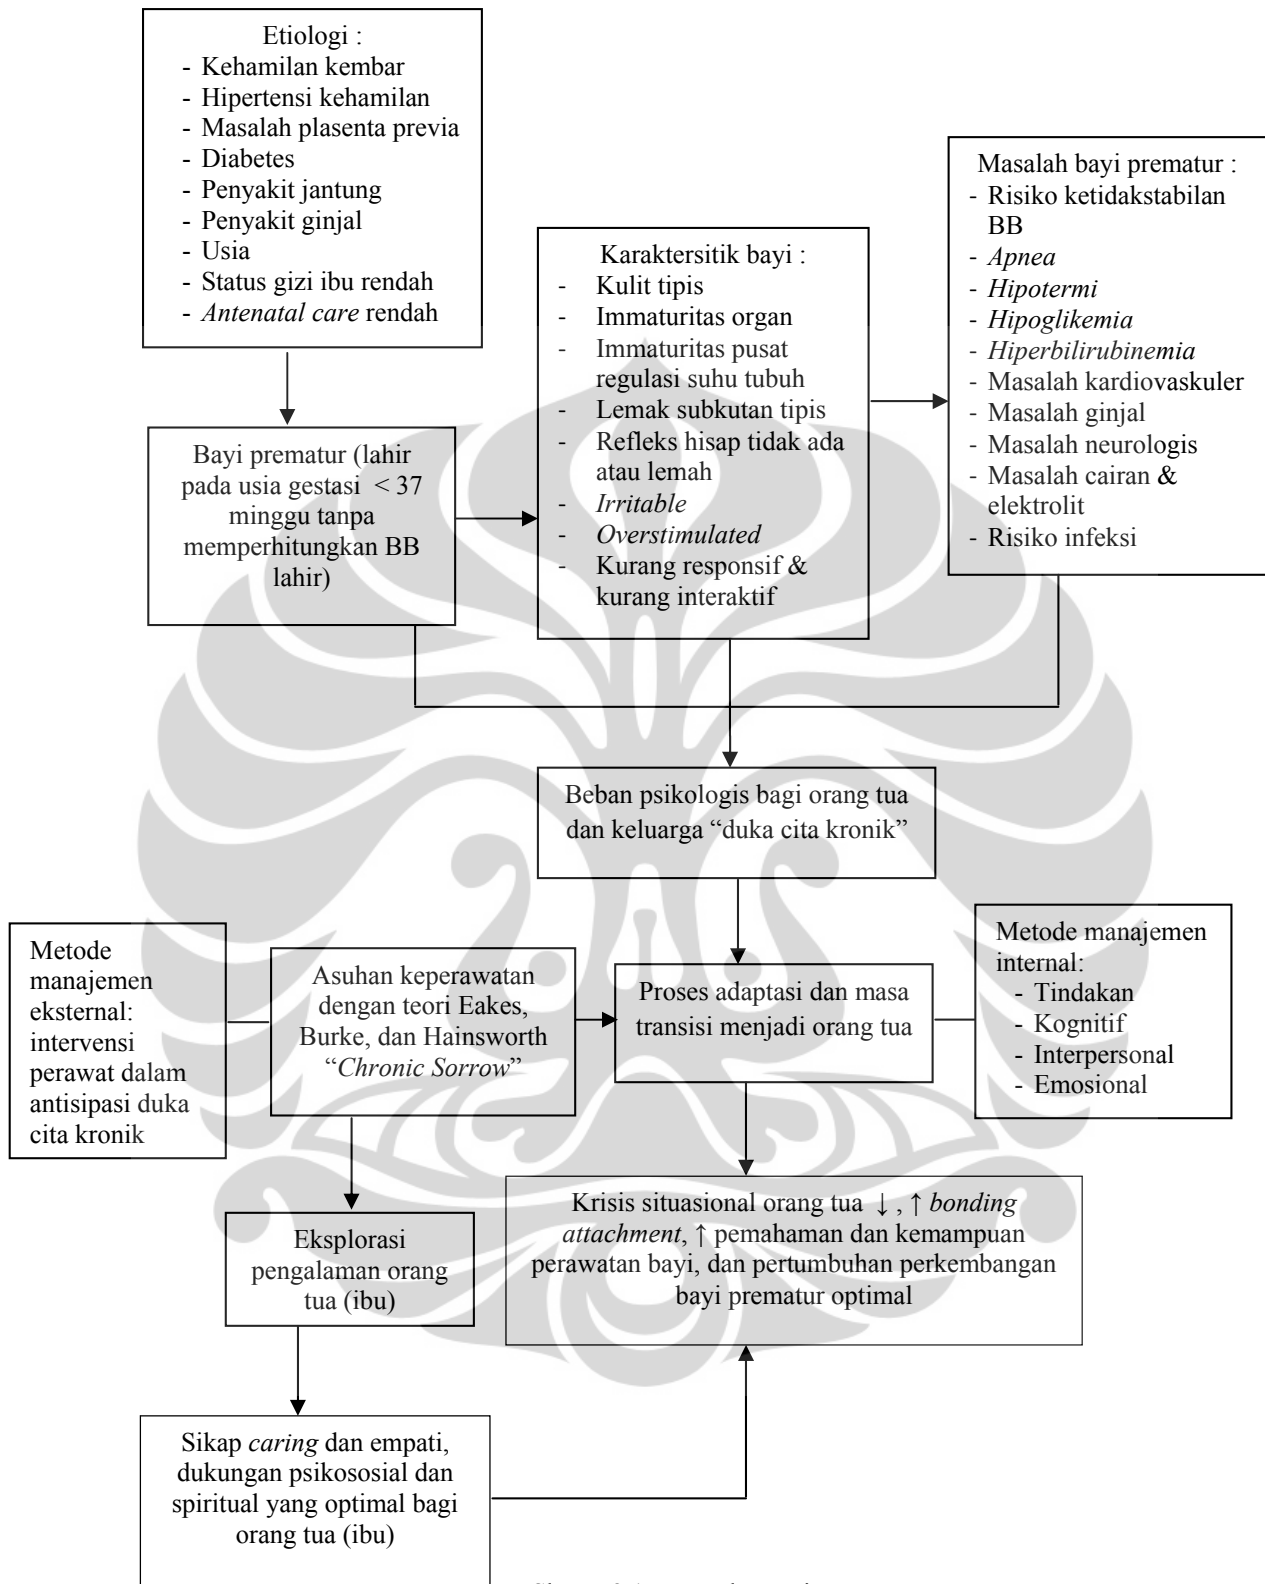 Etiologi :
- Kehamilan kembar
- Hipertensi kehamilan
- Masalah plasenta previa
- Diabetes
- Penyakit jantung
- Penyakit ginjal
- Usia
- Status gizi ibu rendah
- Antenatal care rendah
Bayi prematur (lahir
pada usia gestasi < 37
minggu tanpa
memperhitungkan BB
lahir)
Karaktersitik bayi :
- Kulit tipis
- Immaturitas organ
- Immaturitas pusat
regulasi suhu tubuh
- Lemak subkutan tipis
- Refleks hisap tidak ada
atau lemah
- Irritable
- Overstimulated
- Kurang responsif &
kurang interaktif
Masalah bayi prematur :
- Risiko ketidakstabilan
BB
- Apnea
- Hipotermi
- Hipoglikemia
- Hiperbilirubinemia
- Masalah kardiovaskuler
- Masalah ginjal
- Masalah neurologis
- Masalah cairan &
elektrolit
- Risiko infeksi
Beban psikologis bagi orang tua
dan keluarga “duka cita kronik”
Metode
manajemen
eksternal:
intervensi
perawat dalam
antisipasi duka
cita kronik
Asuhan keperawatan
dengan teori Eakes,
Burke, dan Hainsworth
“Chronic Sorrow”
Proses adaptasi dan masa
transisi menjadi orang tua
Metode manajemen
internal:
- Tindakan
- Kognitif
- Interpersonal
- Emosional
Eksplorasi
pengalaman orang
tua (ibu)
Krisis situasional orang tua ↓ , ↑ bonding
attachment, ↑ pemahaman dan kemampuan
perawatan bayi, dan pertumbuhan perkembangan
bayi prematur optimal
Sikap caring dan empati,
dukungan psikososial dan
spiritual yang optimal bagi
orang tua (ibu)